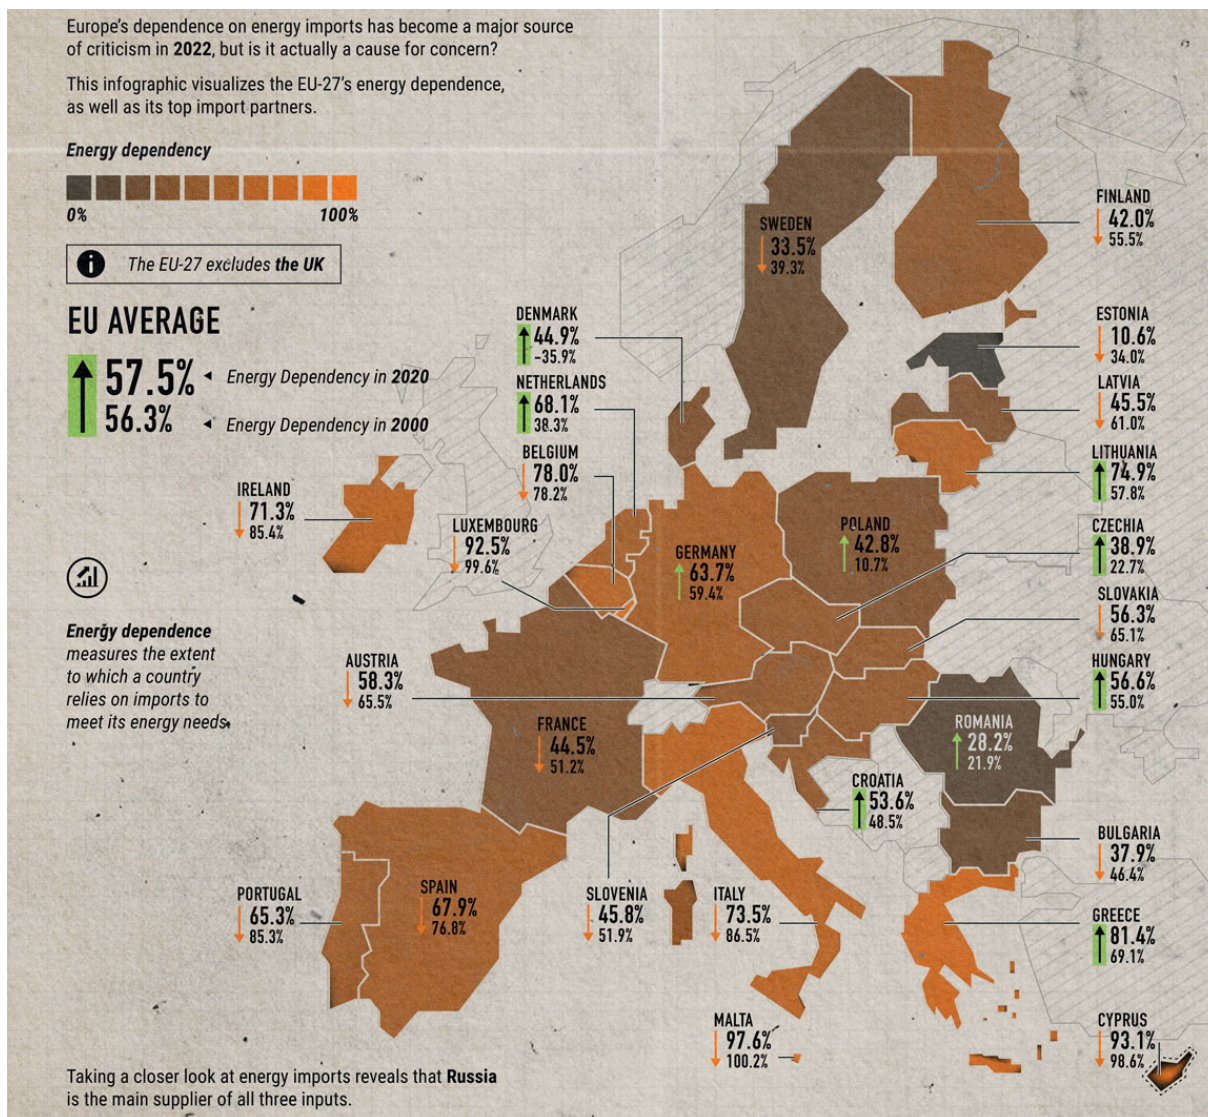 Europe's dependence on energy imports has become a major source
of criticism in 2022, but is it actually a cause for concern?
This infographic visualizes the EU-27's energy dependence,
as well as its top import partners.
Energy dependency
0%
100%
The EU-27 excludes the UK
EU AVERAGE
57.5%
Energy Dependency in 2020
56.3%
Energy Dependency in 2000
SWEDEN
33.5%
39.3%
FINLAND
42.0%
55.5%
DENMARK
44.9%
-35.9%
ESTONIA
10.6%
34.0%
NETHERLANDS
68.1%
38.3%
LATVIA
45.5%
61.0%
BELGIUM
78.0%
78.2%
LITHUANIA
74.9%
57.8%
IRELAND
71.3%
85.4%
LUXEMBOURG
92.5%
99.6%
GERMANY
63.7%
59.4%
POLAND
42.8%
10.7%
CZECHIA
38.9%
22.7%
SLOVAKIA
56.3%
65.1%
Energy dependence
measures the extent
to which a country
relies on imports to
meet its energy needs.
AUSTRIA
58.3%
65.5%
HUNGARY
56.6%
55.0%
FRANCE
44.5%
51.2%
ROMANIA
28.2%
21.9%
CROATIA
53.6%
48.5%
BULGARIA
37.9%
46.4%
PORTUGAL
65.3%
85.3%
SPAIN
67.9%
76.8%
SLOVENIA
45.8%
51.9%
ITALY
73.5%
86.5%
GREECE
81.4%
69.1%
MALTA
97.6%
100.2%
CYPRUS
93.1%
98.6%
Taking a closer look at energy imports reveals that Russia
is the main supplier of all three inputs.